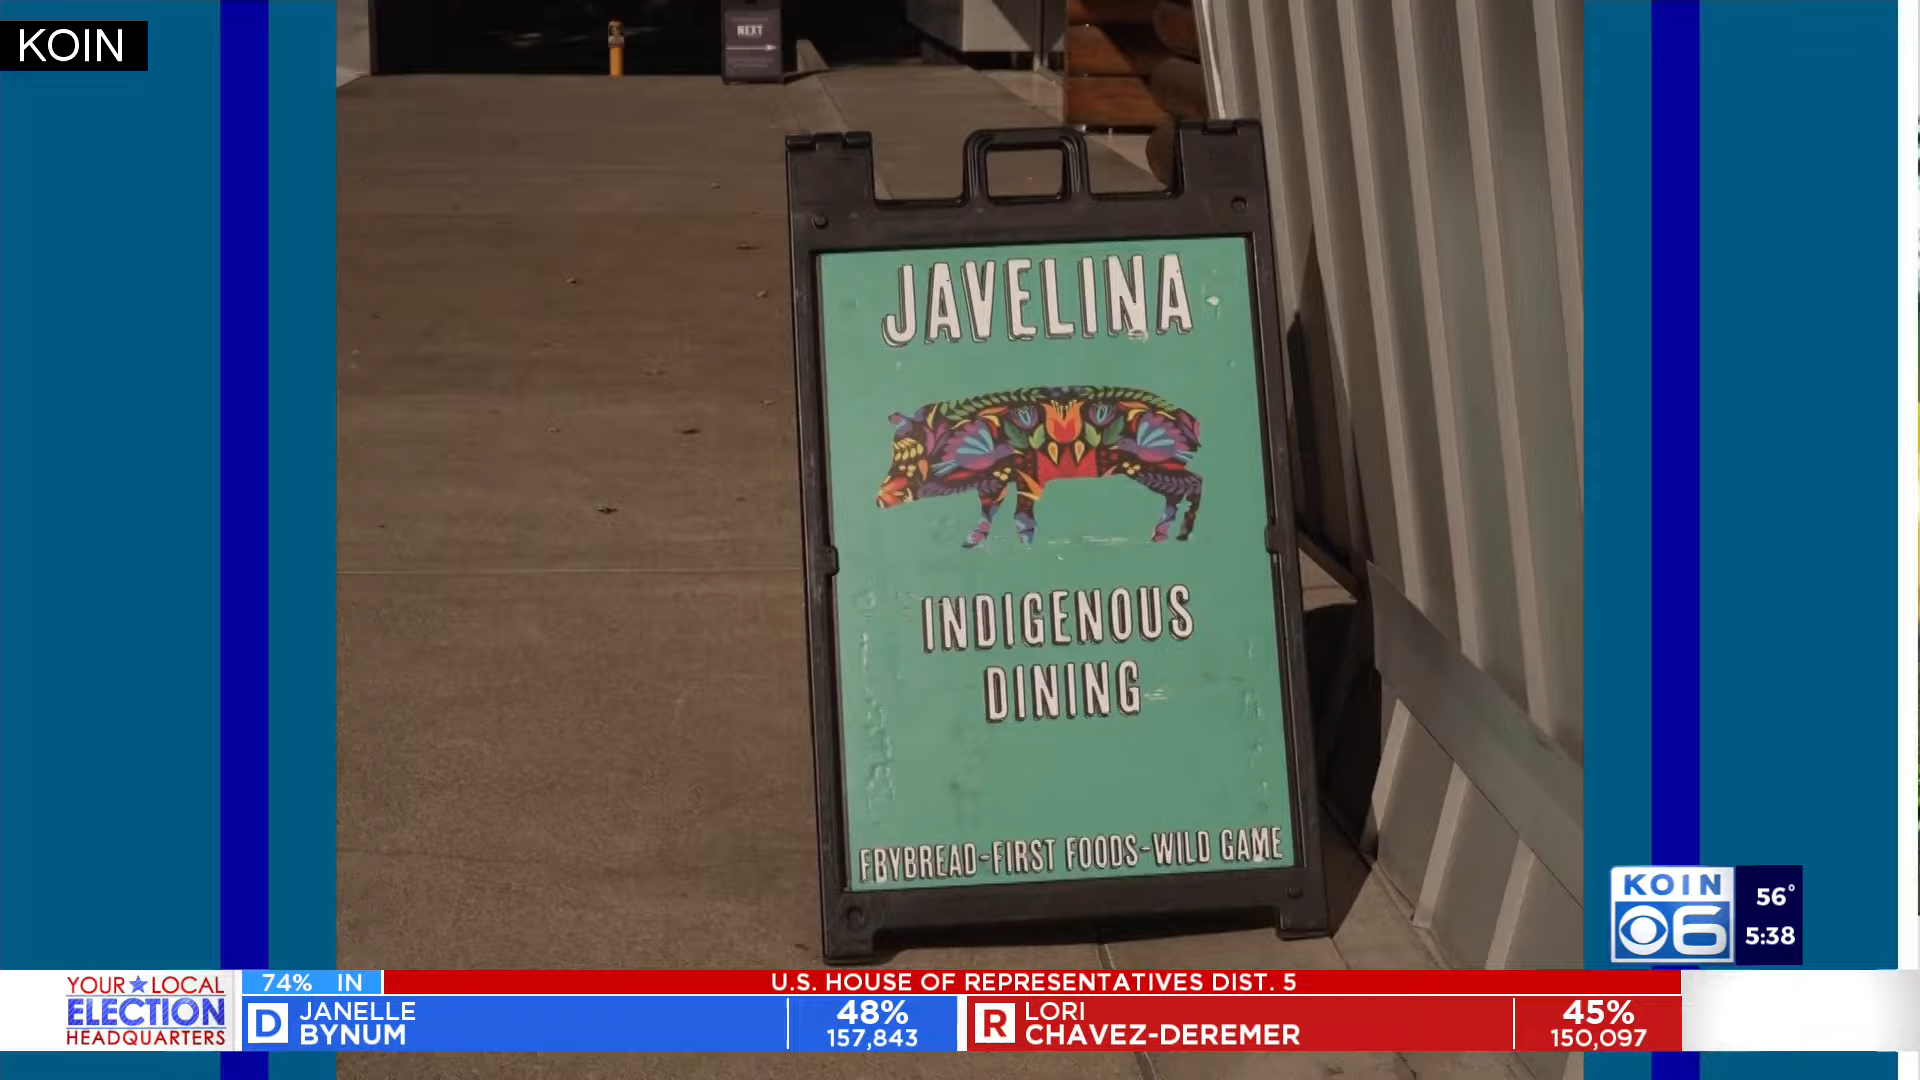 KOIN
NEXT
JAVELINA
INDIGENOUS
DINING
FRYBREAD-FIRST FOODS-WILD GAME
KOIN
6
56°
5:38
YOUR LOCAL
ELECTION
HEADQUARTERS
74% IN
U.S. HOUSE OF REPRESENTATIVES DIST. 5
D JANELLE
BYNUM
48%
157,843
R LORI
CHAVEZ-DEREMER
45%
150,097